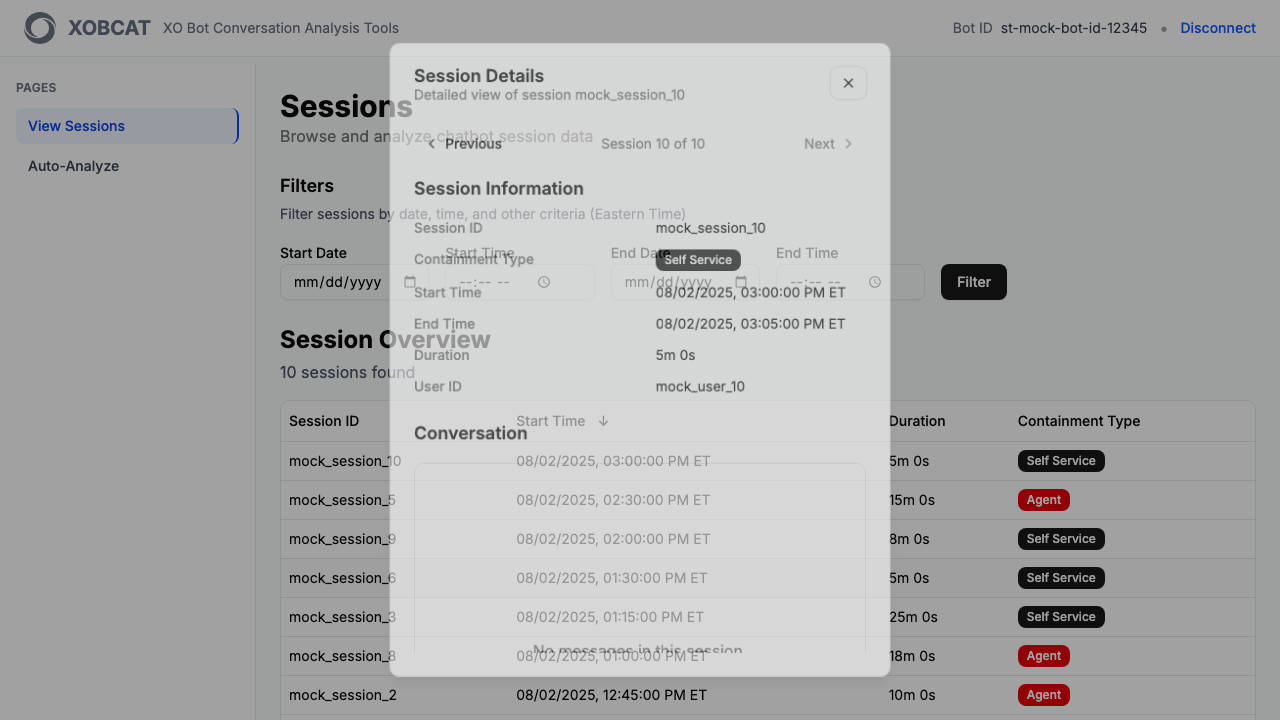 XOBCAT XO Bot Conversation Analysis Tools Bot ID st-mock-bot-id-12345 • Disconnect
PAGES
View Sessions
Auto-Analyze
Sessions
Browse and analyze chatbot session data
Filters
Filter sessions by date, time, and other criteria (Eastern Time)
Start Date Start Time End Date End Time
mm/dd/yyyy --:-- -- mm/dd/yyyy --:-- -- Filter
Session Overview
10 sessions found
Session ID Start Time Duration Containment Type
mock_session_10 08/02/2025, 03:00:00 PM ET 5m 0s Self Service
mock_session_5 08/02/2025, 02:30:00 PM ET 15m 0s Agent
mock_session_9 08/02/2025, 02:00:00 PM ET 8m 0s Self Service
mock_session_6 08/02/2025, 01:30:00 PM ET 5m 0s Self Service
mock_session_3 08/02/2025, 01:15:00 PM ET 25m 0s Self Service
mock_session_8 08/02/2025, 01:00:00 PM ET 18m 0s Agent
mock_session_2 08/02/2025, 12:45:00 PM ET 10m 0s Agent
Session Details
Detailed view of session mock_session_10
Previous Session 10 of 10 Next
Session Information
Session ID mock_session_10
Containment Type Self Service
Start Time 08/02/2025, 03:00:00 PM ET
End Time 08/02/2025, 03:05:00 PM ET
Duration 5m 0s
User ID mock_user_10
Conversation
No messages in this session